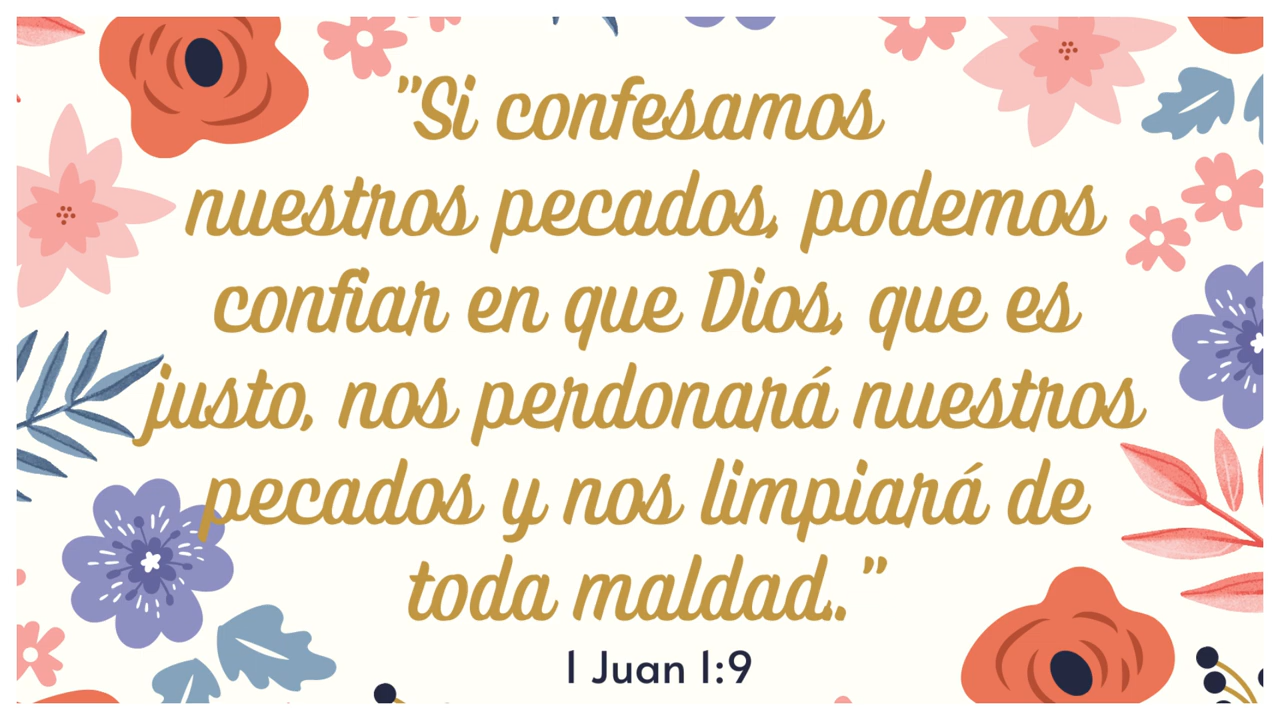 "Si confesamos
nuestros pecados, podemos
confiar en que Dios, que es
justo, nos perdonará nuestros
pecados y nos limpiará de
toda maldad.."
1 Juan 1:9